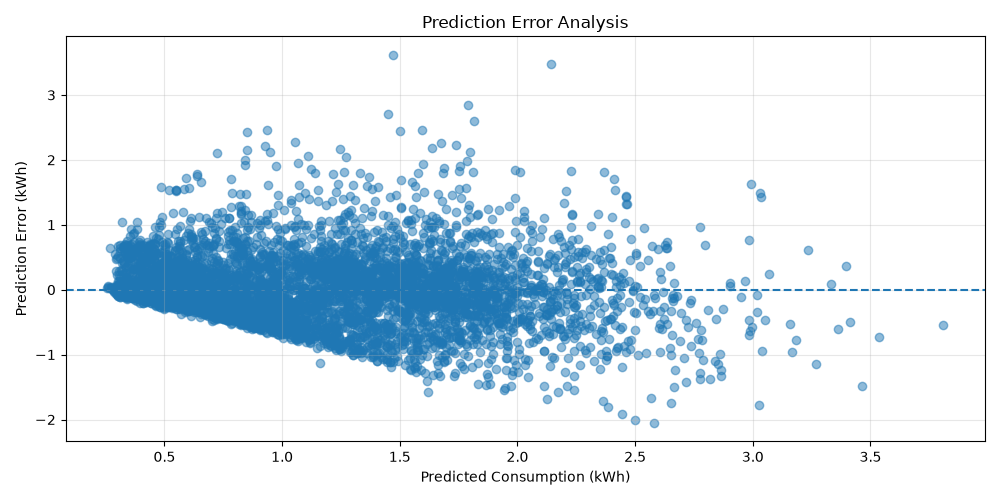 Prediction Error Analysis
Prediction Error (kWh)
3
2
1
0
−1
−2
0.5 1.0 1.5 2.0 2.5 3.0 3.5
Predicted Consumption (kWh)